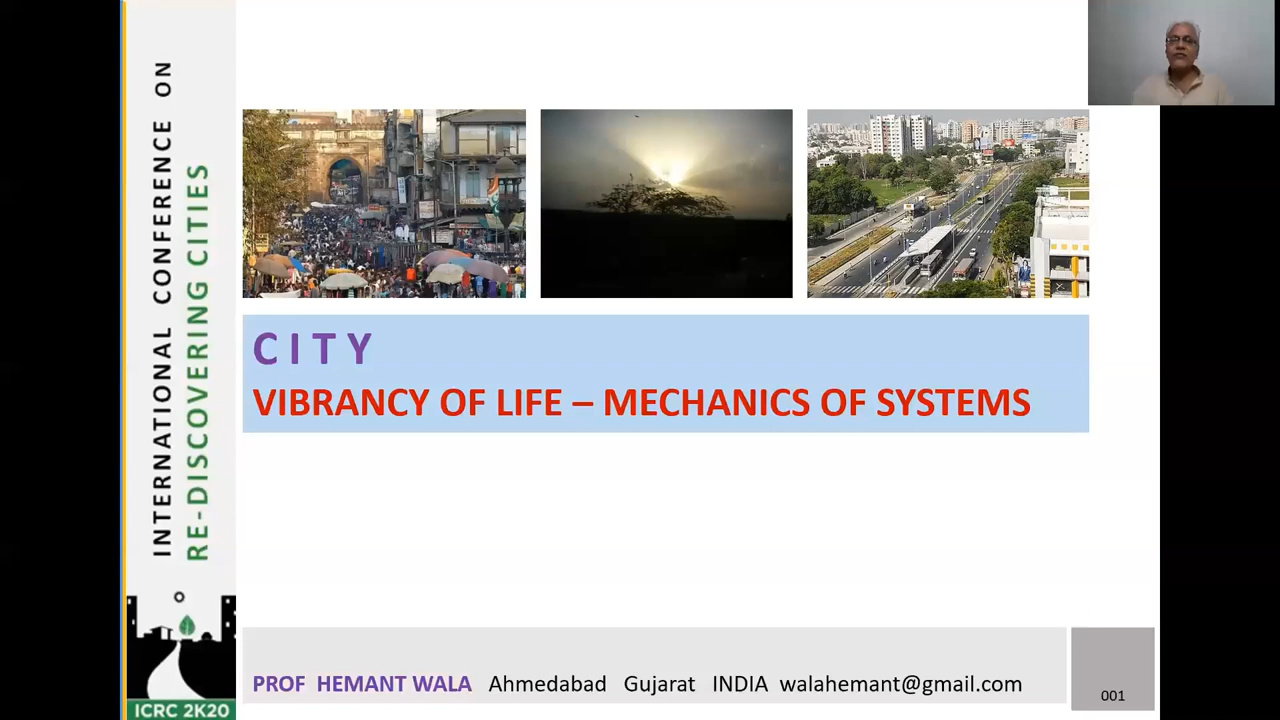 INTERNATIONAL CONFERENCE ON
RE-DISCOVERING CITIES
CITY
VIBRANCY OF LIFE – MECHANICS OF SYSTEMS
PROF HEMANT WALA Ahmedabad Gujarat INDIA walahemant@gmail.com
001
ICRC 2K20